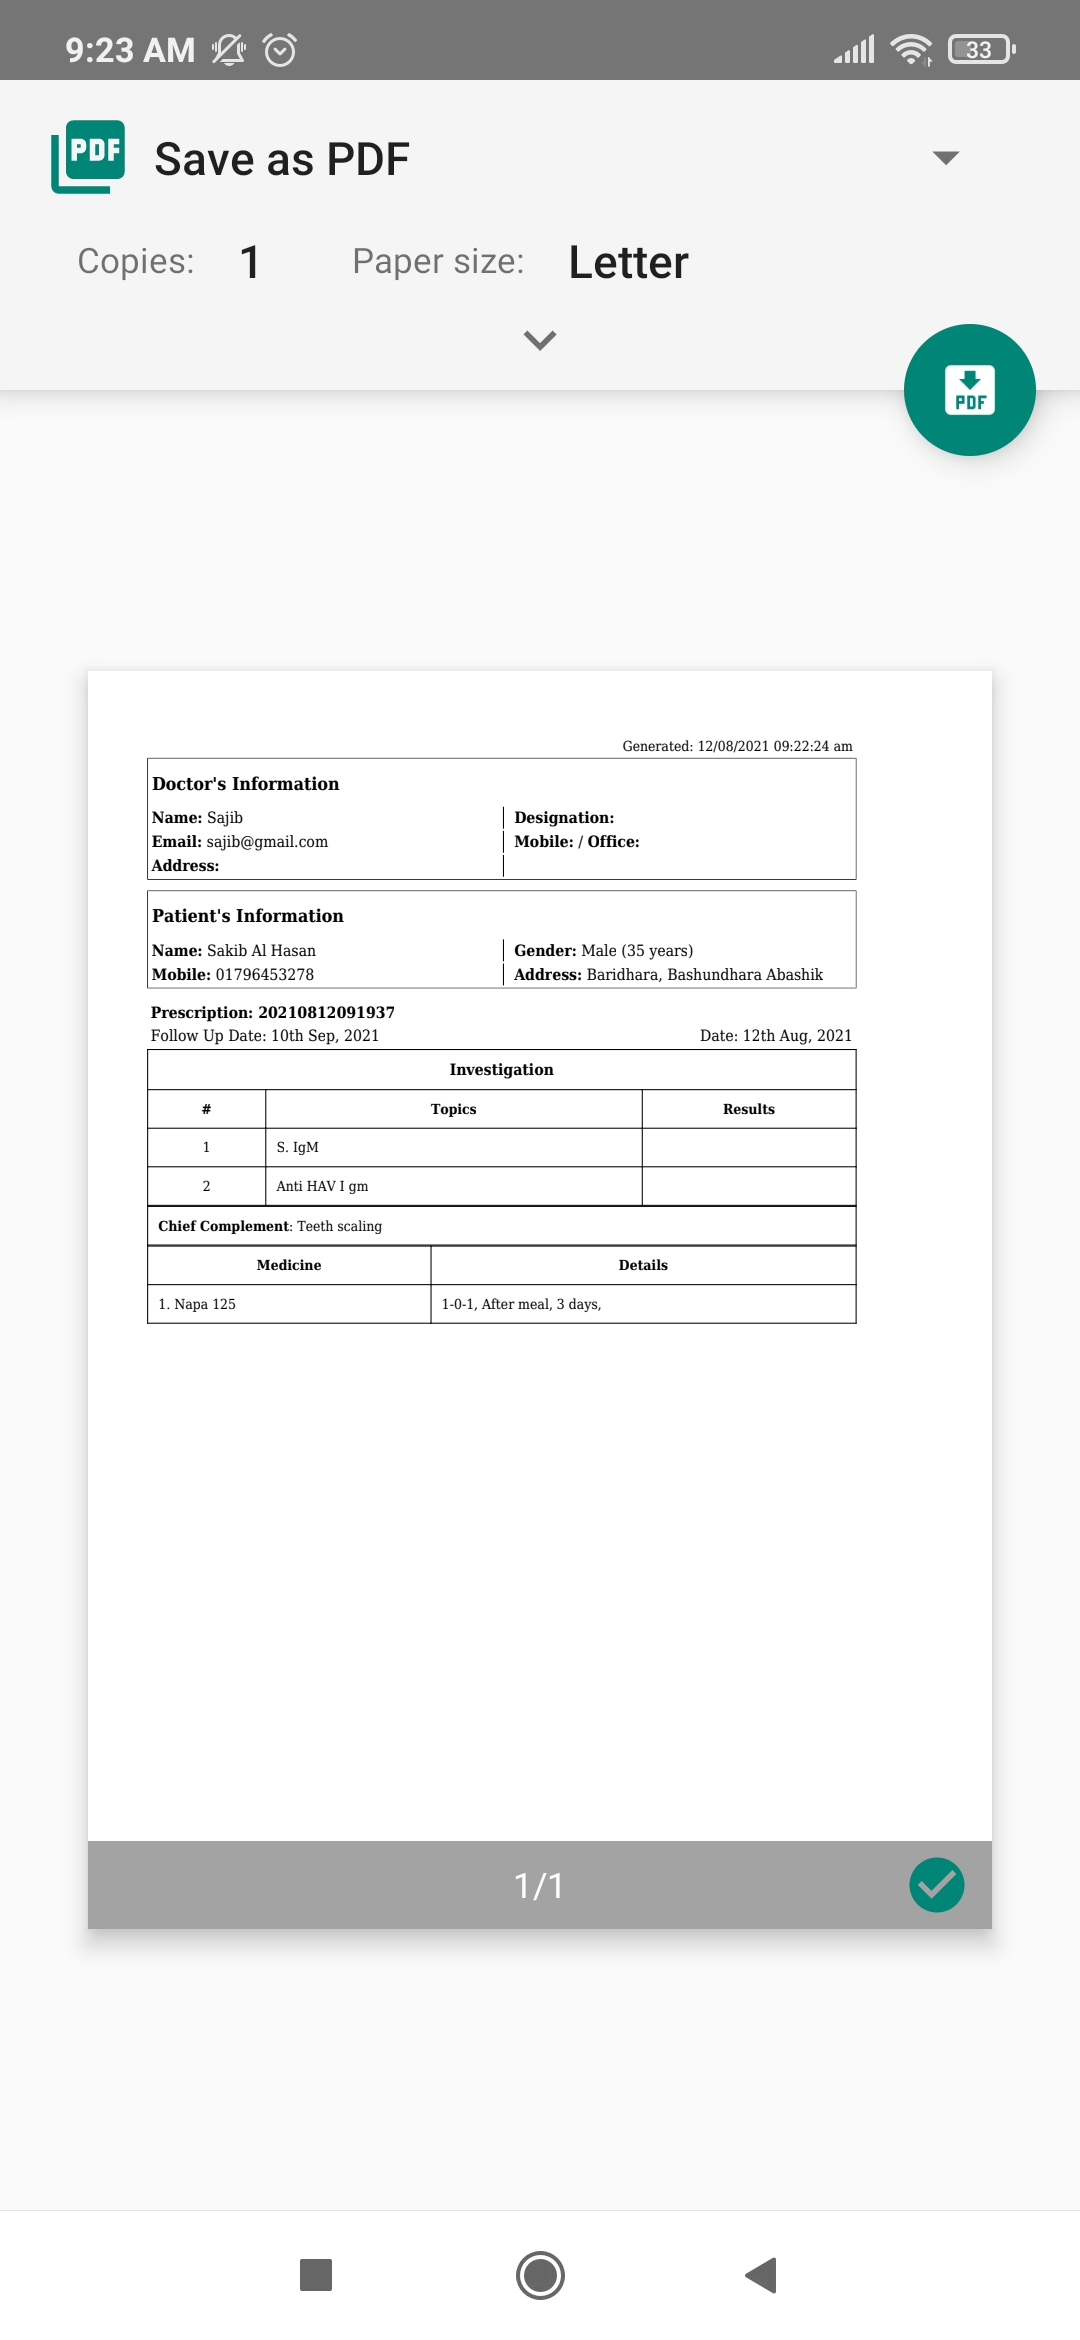 9:23 AM
33
PDF
Save as PDF
Copies: 1 Paper size: Letter
PDF
Generated: 12/08/2021 09:22:24 am
Doctor's Information
Name: Sajib Designation:
Email: sajib@gmail.com Mobile: / Office:
Address:
Patient's Information
Name: Sakib Al Hasan Gender: Male (35 years)
Mobile: 01796453278 Address: Baridhara, Bashundhara Abashik
Prescription: 20210812091937
Follow Up Date: 10th Sep, 2021 Date: 12th Aug, 2021
Investigation
# Topics Results
1 S. IgM
2 Anti HAV I gm
Chief Complement: Teeth scaling
Medicine Details
1. Napa 125 1-0-1, After meal, 3 days,
1/1